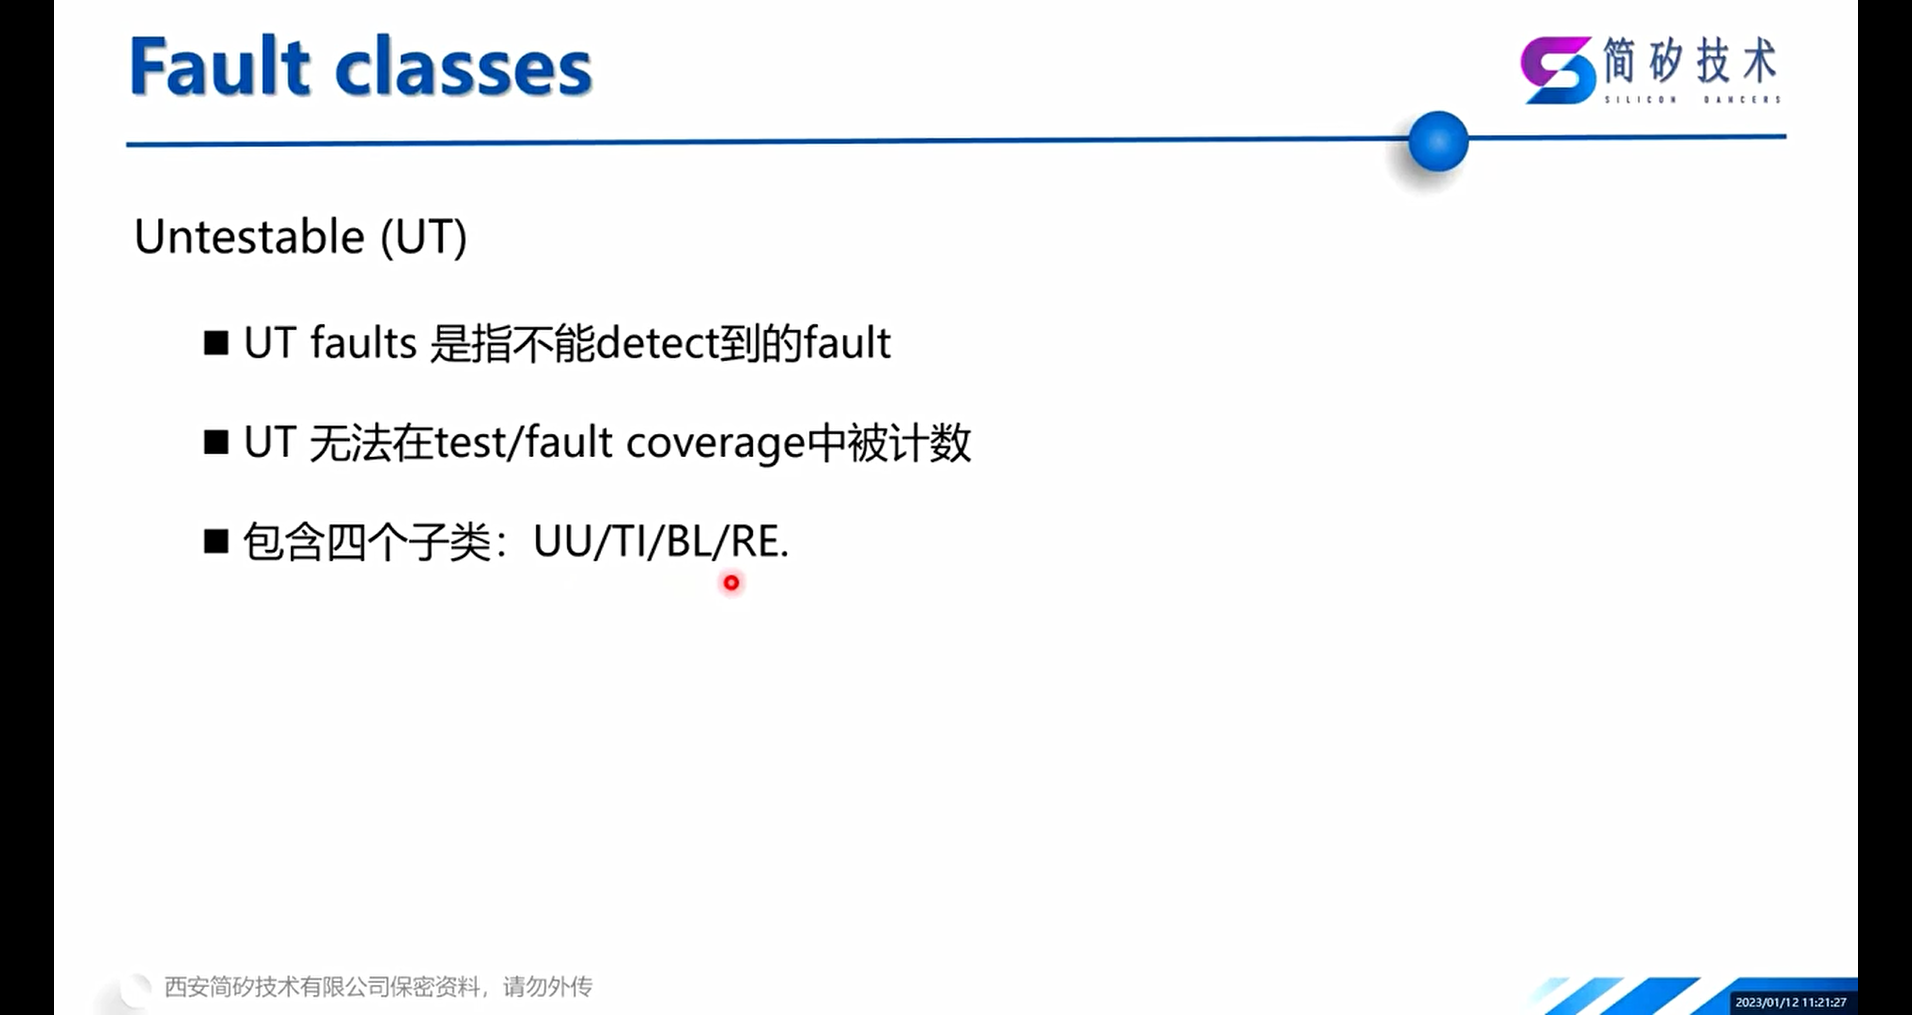 Fault classes
简矽技术
SILICON DANCERS
Untestable (UT)
■ UT faults 是指不能detect到的fault
■ UT 无法在test/fault coverage中被计数
■ 包含四个子类：UU/TI/BL/RE.
西安简矽技术有限公司保密资料，请勿外传
2023/01/12 11:21:27